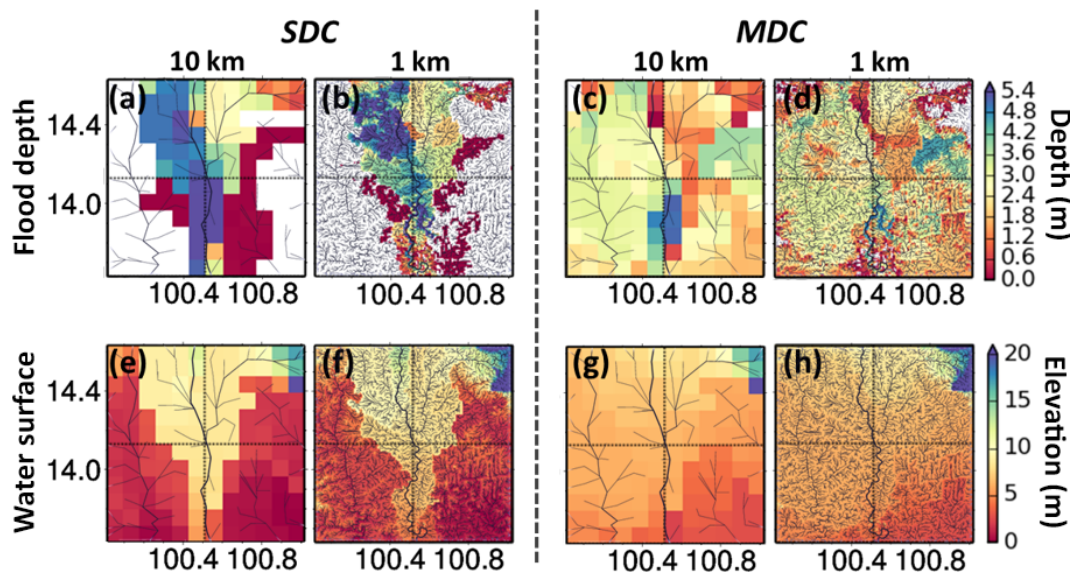 SDC
MDC
10 km
1 km
10 km
1 km
Flood depth
(a)
(b)
(c)
(d)
14.4
14.0
100.4 100.8
100.4 100.8
100.4 100.8
100.4 100.8
5.4
4.8
4.2
3.6
3.0
2.4
1.8
1.2
0.6
0.0
Depth (m)
Water surface
(e)
(f)
(g)
(h)
14.4
14.0
100.4 100.8
100.4 100.8
100.4 100.8
100.4 100.8
20
15
10
5
0
Elevation (m)